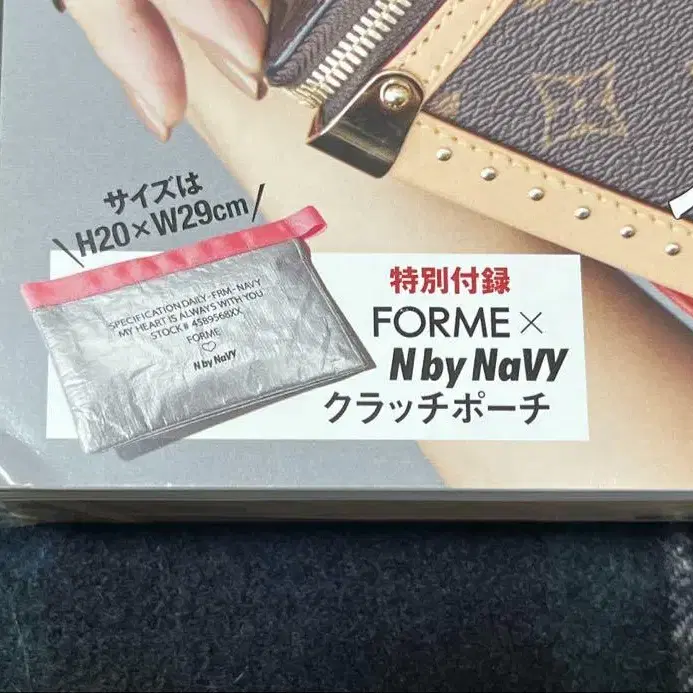 サイズは
H20×W29cm
SPECIFICATION DAILY-FRM-NAVY
MY HEART IS ALWAYS WITH YOU
STOCK # 4589568XX
FORME
N by NaVY
特別付録
FORME×
N by NaVY
クラッチポーチ